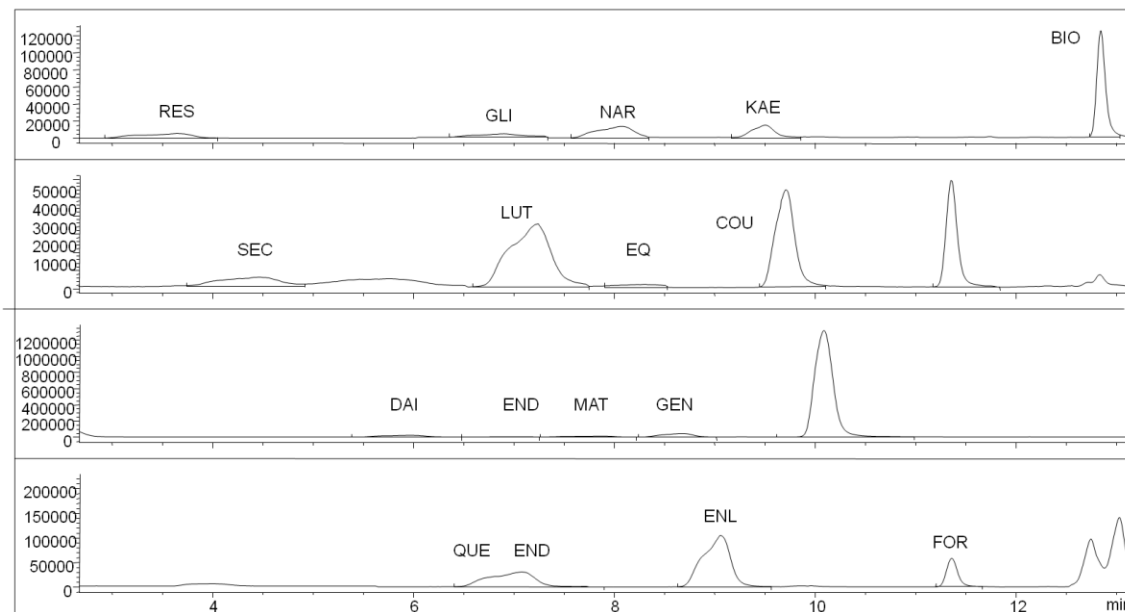 BIO
120000
100000
80000
60000
40000
20000
0
RES
GLI
NAR
KAE
50000
40000
30000
20000
10000
0
SEC
LUT
EQ
COU
1200000
1000000
800000
600000
400000
200000
0
DAI END MAT GEN
200000
150000
100000
50000
0
QUE END
ENL
FOR
4 6 8 10 12 min